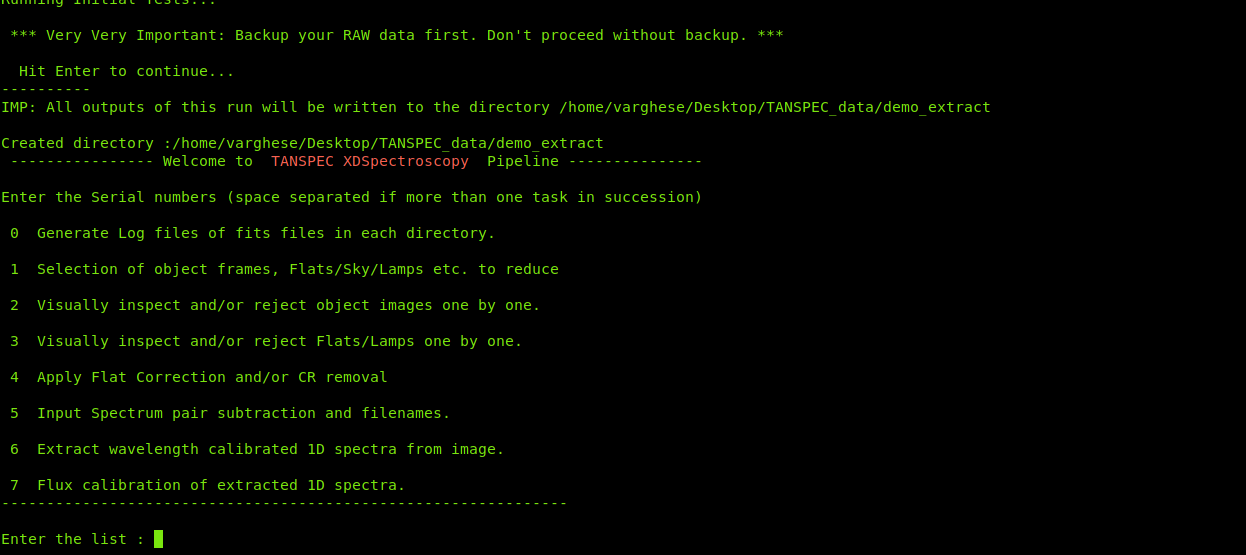 Running Initial Tests...
*** Very Very Important: Backup your RAW data first. Don't proceed without backup. ***
Hit Enter to continue...
----------
IMP: All outputs of this run will be written to the directory /home/varghese/Desktop/TANSPEC_data/demo_extract
Created directory :/home/varghese/Desktop/TANSPEC_data/demo_extract
---------------- Welcome to  TANSPEC XDSpectroscopy  Pipeline ---------------
Enter the Serial numbers (space separated if more than one task in succession)
0  Generate Log files of fits files in each directory.
1  Selection of object frames, Flats/Sky/Lamps etc. to reduce
2  Visually inspect and/or reject object images one by one.
3  Visually inspect and/or reject Flats/Lamps one by one.
4  Apply Flat Correction and/or CR removal
5  Input Spectrum pair subtraction and filenames.
6  Extract wavelength calibrated 1D spectra from image.
7  Flux calibration of extracted 1D spectra.
---------------------------------------------------------------
Enter the list :